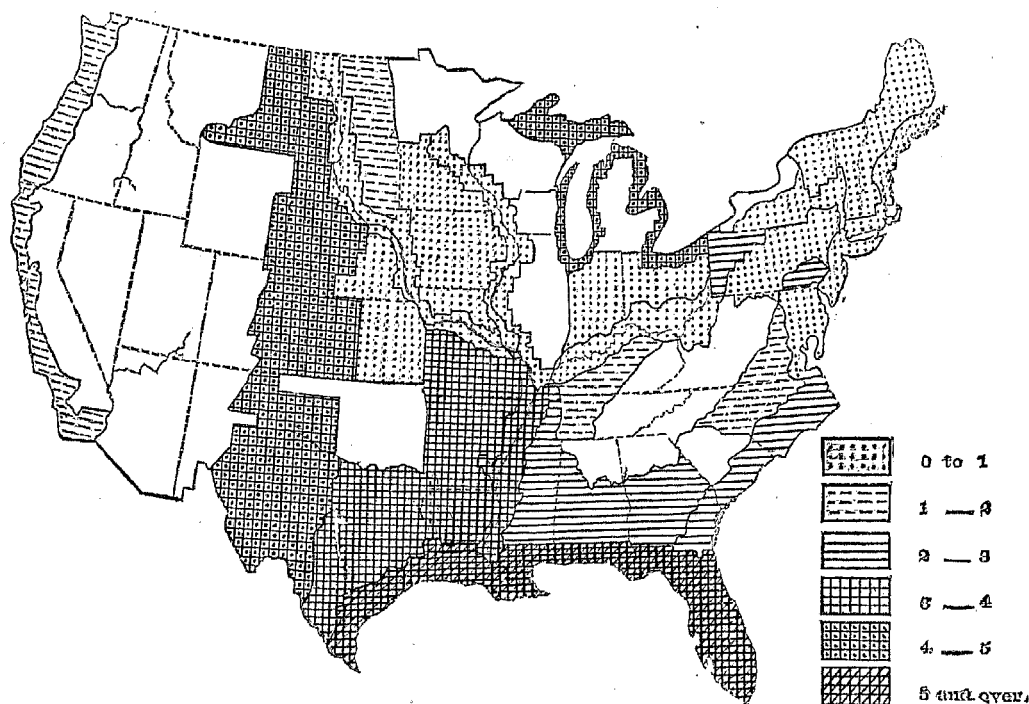 0 to 1
1 — 2
2 — 3
3 — 4
4 — 5
5 and over.